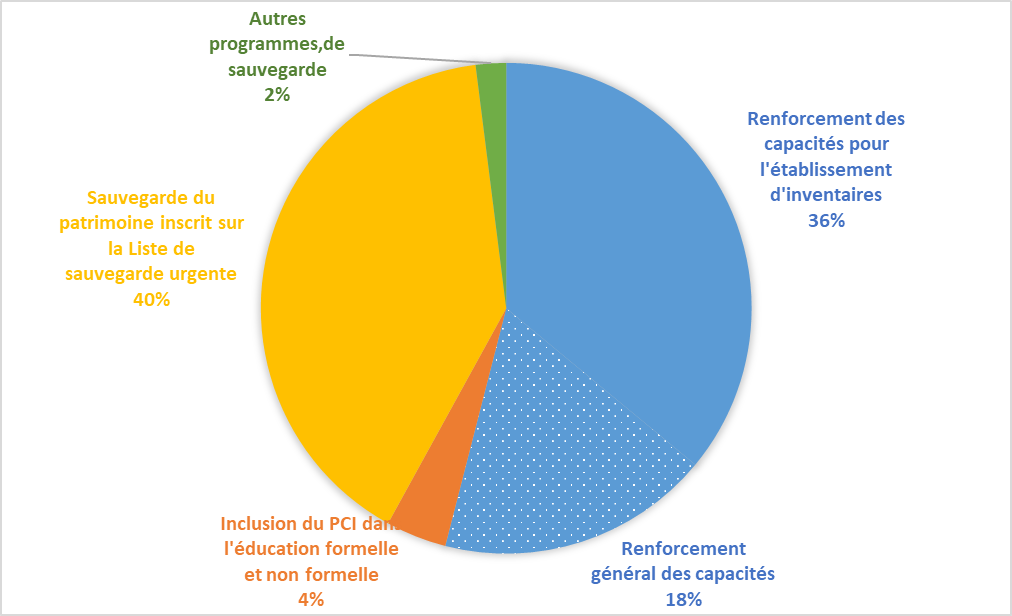 Autres
programmes,de
sauvegarde
2%
Renforcement des
capacités pour
l'établissement
d'inventaires
36%
Sauvegarde du
patrimoine inscrit sur
la Liste de
sauvegarde urgente
40%
Inclusion du PCI dans
l'éducation formelle
et non formelle
4%
Renforcement
général des capacités
18%